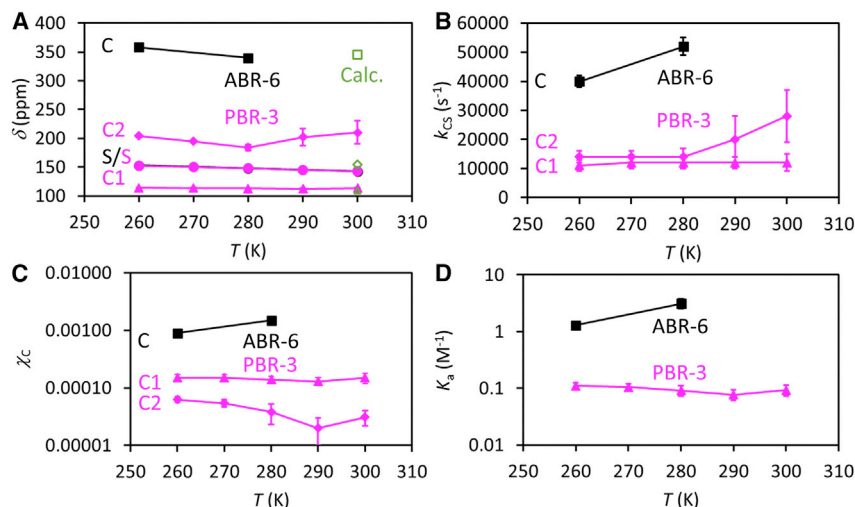 A
400
350
300
250
200
150
100
δ (ppm)
C
ABR-6
Calc.
PBR-3
C2
S/S
C1
250 260 270 280 290 300 310
T (K)
B
60000
50000
40000
30000
20000
10000
0
kCS (s-1)
C
ABR-6
PBR-3
C2
C1
250 260 270 280 290 300 310
T (K)
C
0.01000
0.00100
0.00010
0.00001
χC
C
ABR-6
PBR-3
C1
C2
250 260 270 280 290 300 310
T (K)
D
10
1
0.1
0.01
Ka (M-1)
ABR-6
PBR-3
250 260 270 280 290 300 310
T (K)